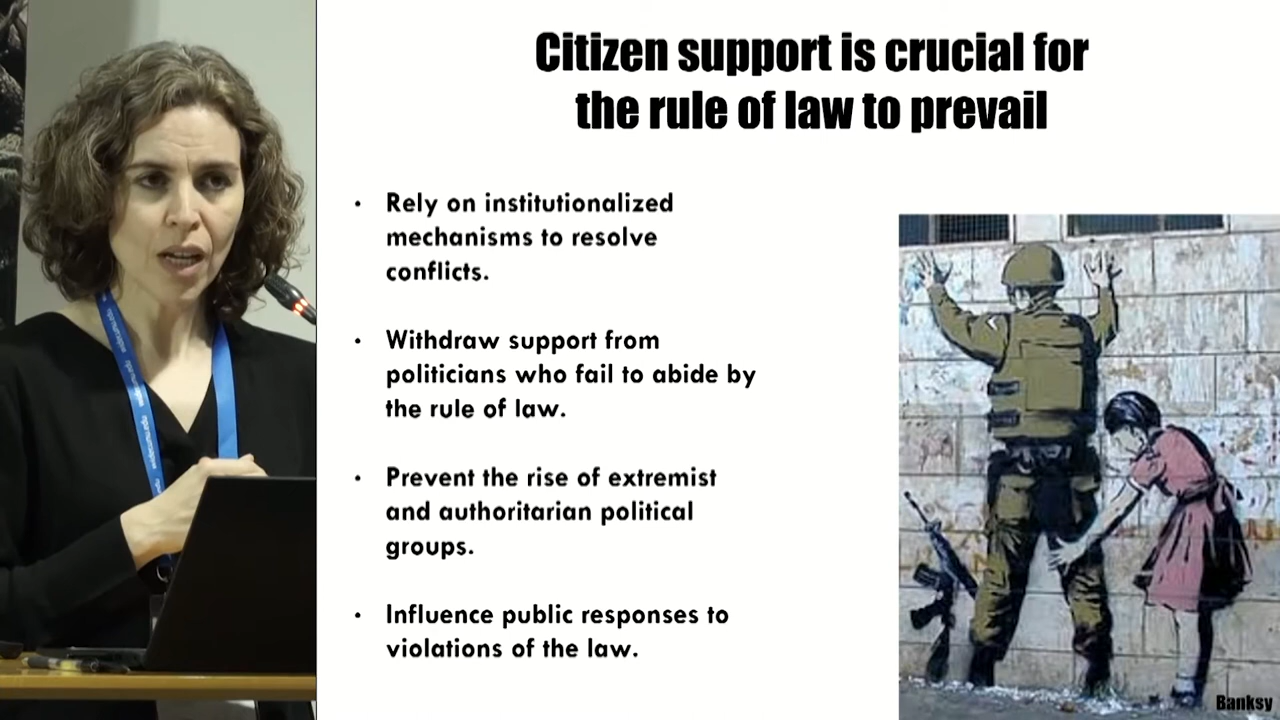 Citizen support is crucial for
the rule of law to prevail
• Rely on institutionalized
mechanisms to resolve
conflicts.
• Withdraw support from
politicians who fail to abide by
the rule of law.
• Prevent the rise of extremist
and authoritarian political
groups.
• Influence public responses to
violations of the law.
Banksy